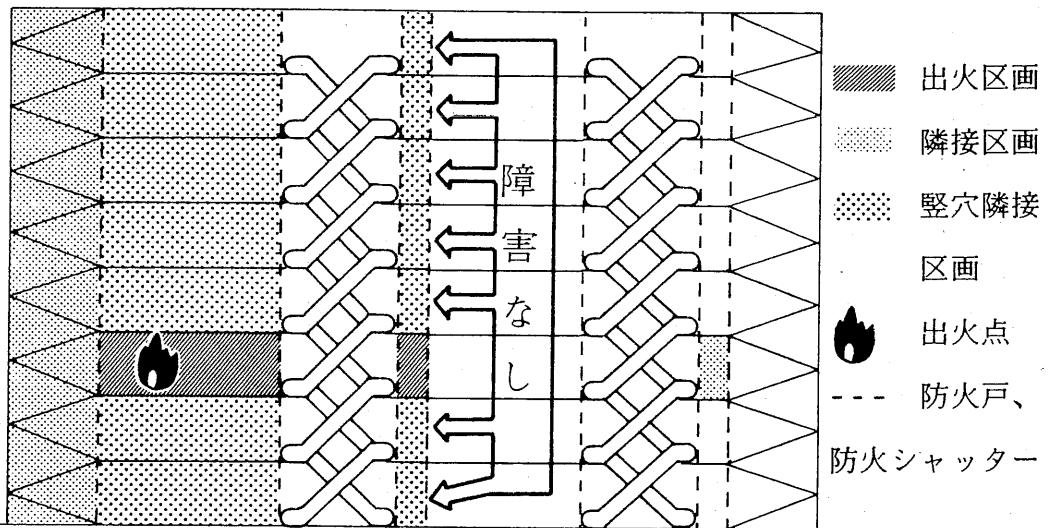 障害なし
出火区画
隣接区画
竪穴隣接
区画
出火点
防火戸、
防火シャッター